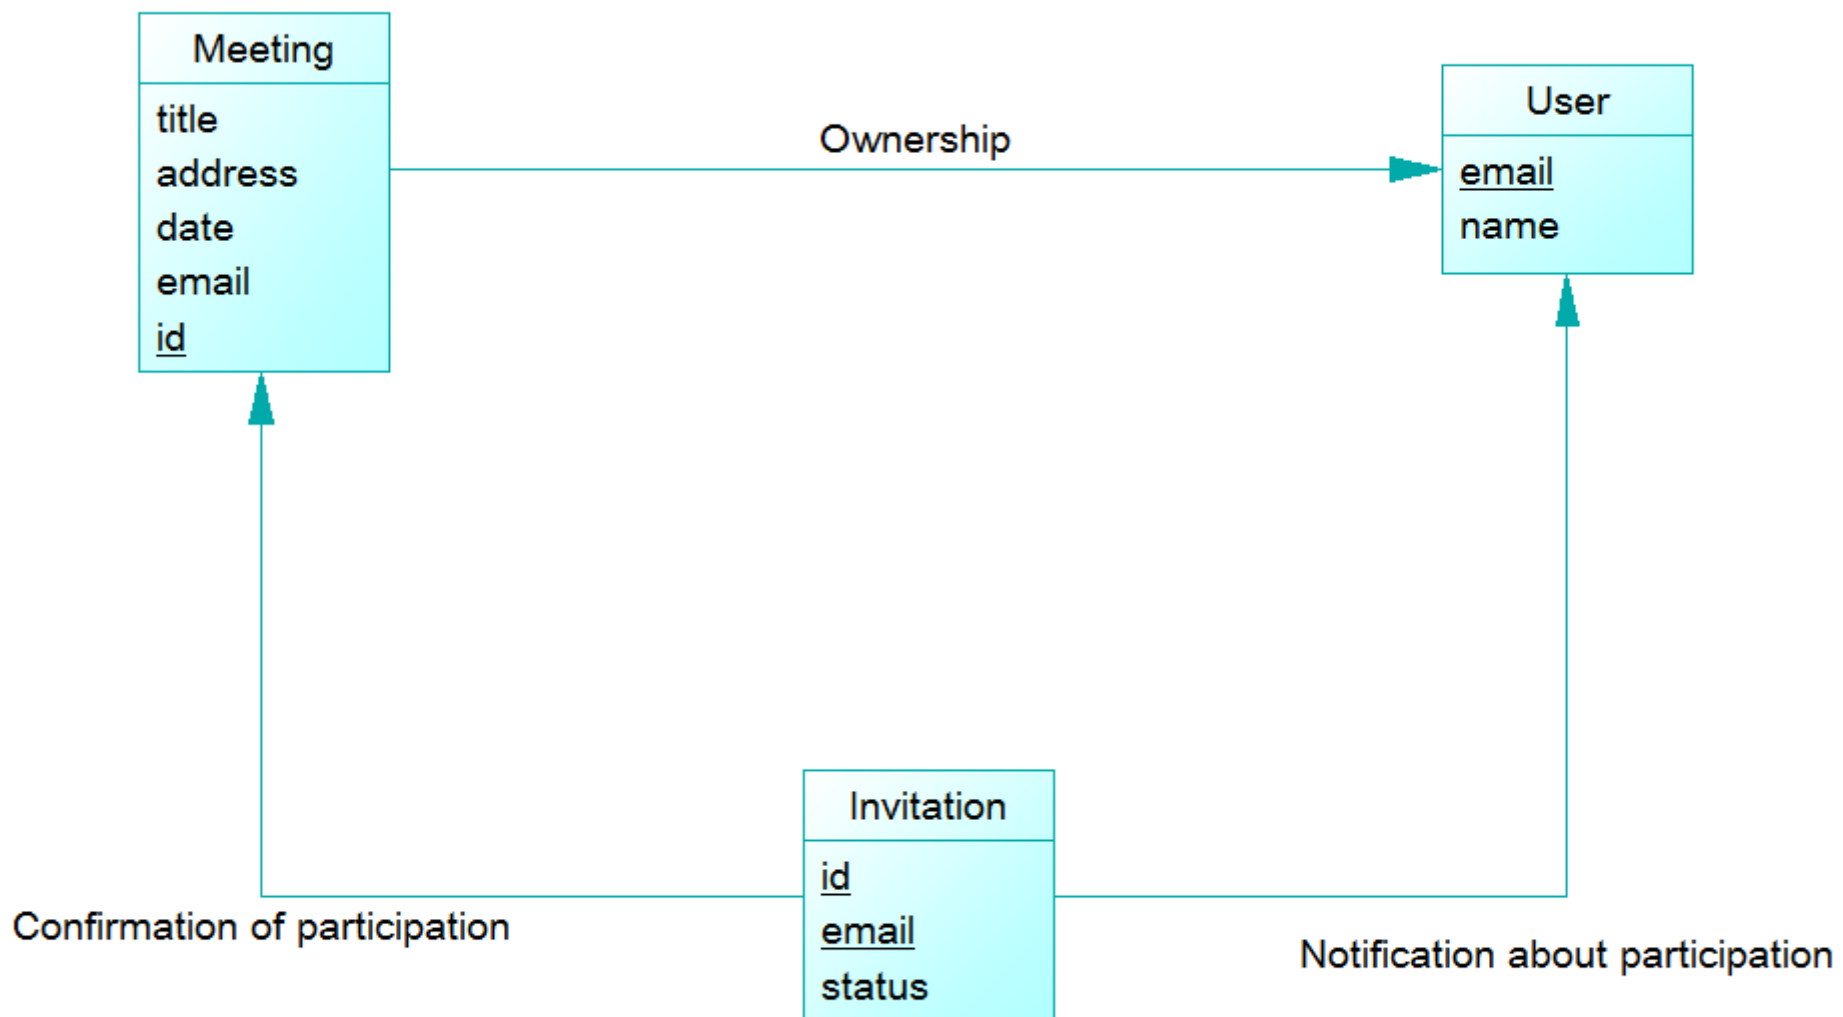 Meeting
title
address
date
email
id
Ownership
User
email
name
Invitation
id
email
status
Confirmation of participation
Notification about participation